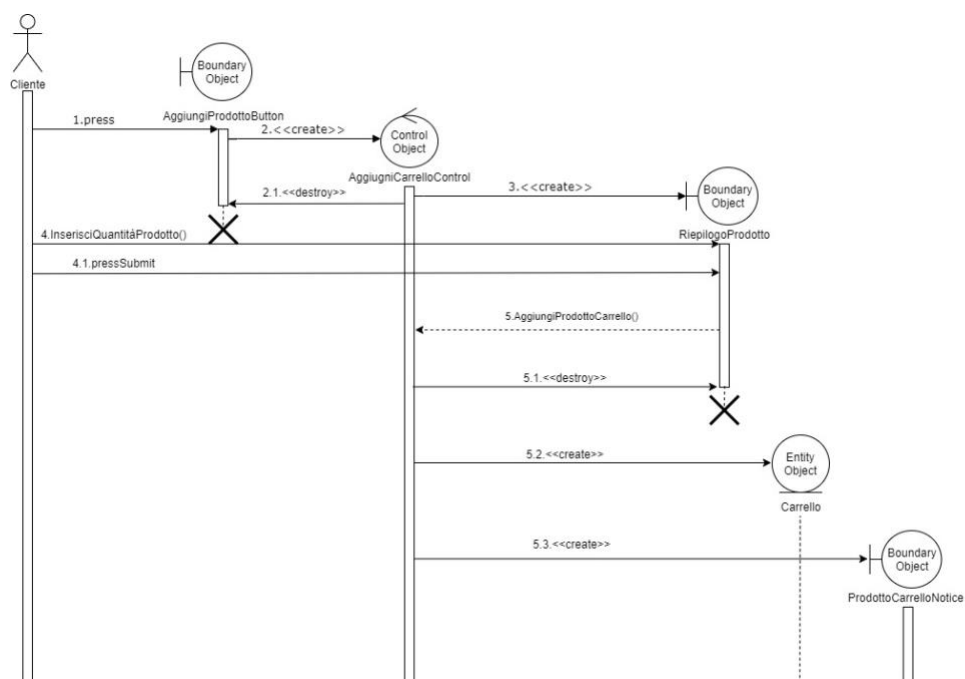 Cliente
Boundary
Object
AggiungiProdottoButton
1.press
2.<<create>>
Control
Object
AggiugniCarrelloControl
2.1.<<destroy>>
3.<<create>>
Boundary
Object
RiepilogoProdotto
4.InserisciQuantitáProdotto()
4.1.pressSubmit
5.AggiungiProdottoCarrello()
5.1.<<destroy>>
5.2.<<create>>
Entity
Object
Carrello
5.3.<<create>>
Boundary
Object
ProdottoCarrelloNotice